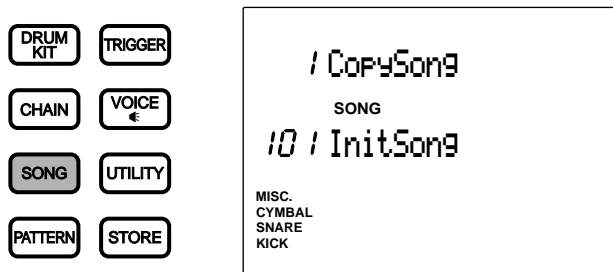 DRUM
KIT
TRIGGER
CHAIN
VOICE
SONG
UTILITY
PATTERN
STORE
1 CopySong
SONG
101 InitSong
MISC.
CYMBAL
SNARE
KICK